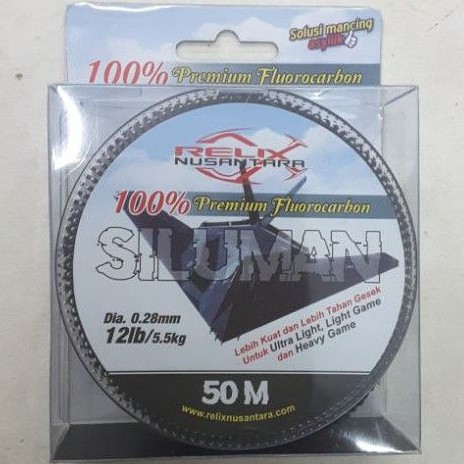 Solusi mancing
asyiik
100% Premium Fluorocarbon
RELIX
NUSANTARA
100% Premium Fluorocarbon
SILUMAN
Dia. 0.28mm
12lb/5.5kg
Lebih Kuat dan Lebih Tahan Gesek
Untuk Ultra Light, Light Game
dan Heavy Game
50 M
www.relixnusantara.com